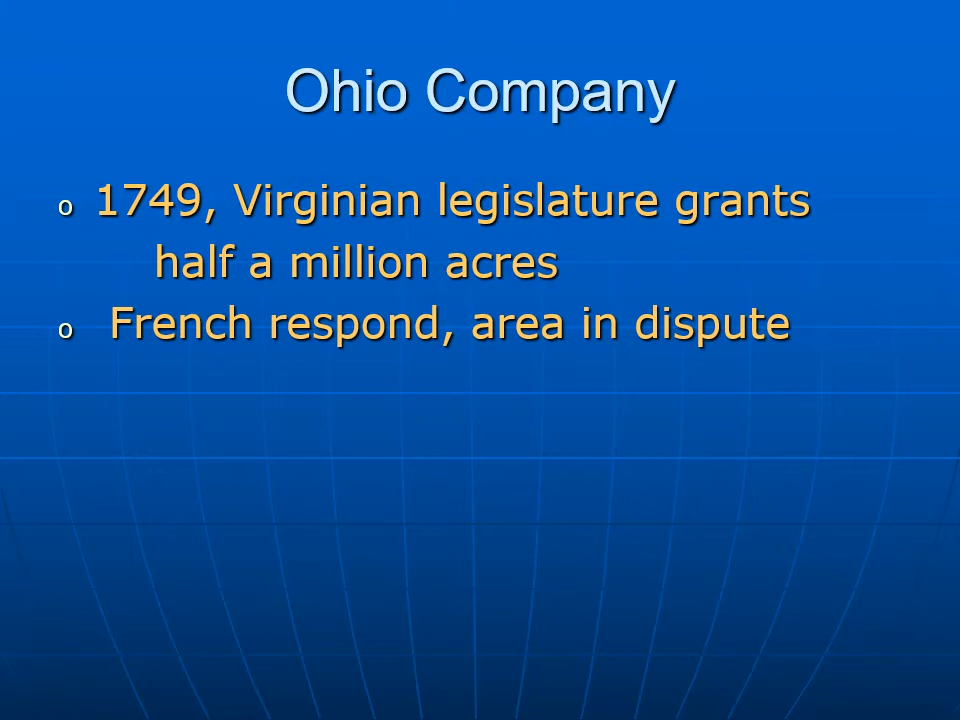 Ohio Company
o 1749, Virginian legislature grants
half a million acres
o French respond, area in dispute